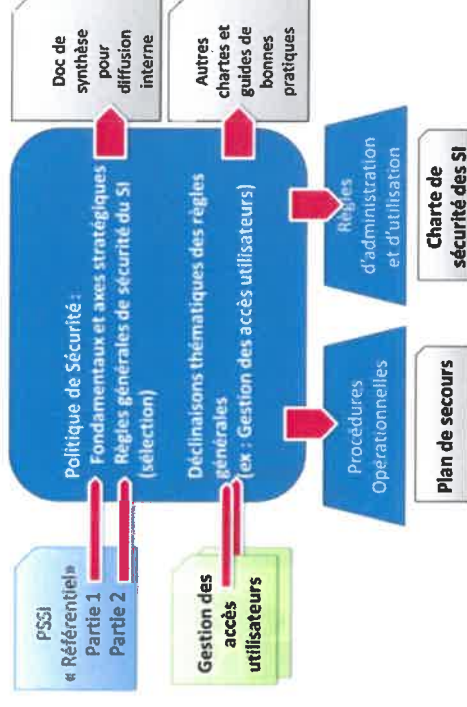 PSSI
« Référentiel»
Partie 1
Partie 2
Gestion des
accès
utilisateurs
Politique de Sécurité :
Fondamentaux et axes stratégiques
Règles générales de sécurité du SI
(sélection)
Déclinaisons thématiques des règles
générales
(ex : Gestion des accès utilisateurs)
Doc de
synthèse
pour
diffusion
interne
Autres
chartes et
guides de
bonnes
pratiques
Procédures
Opérationnelles
Plan de secours
Règles
d'administration
et d'utilisation
Charte de
sécurité des SI